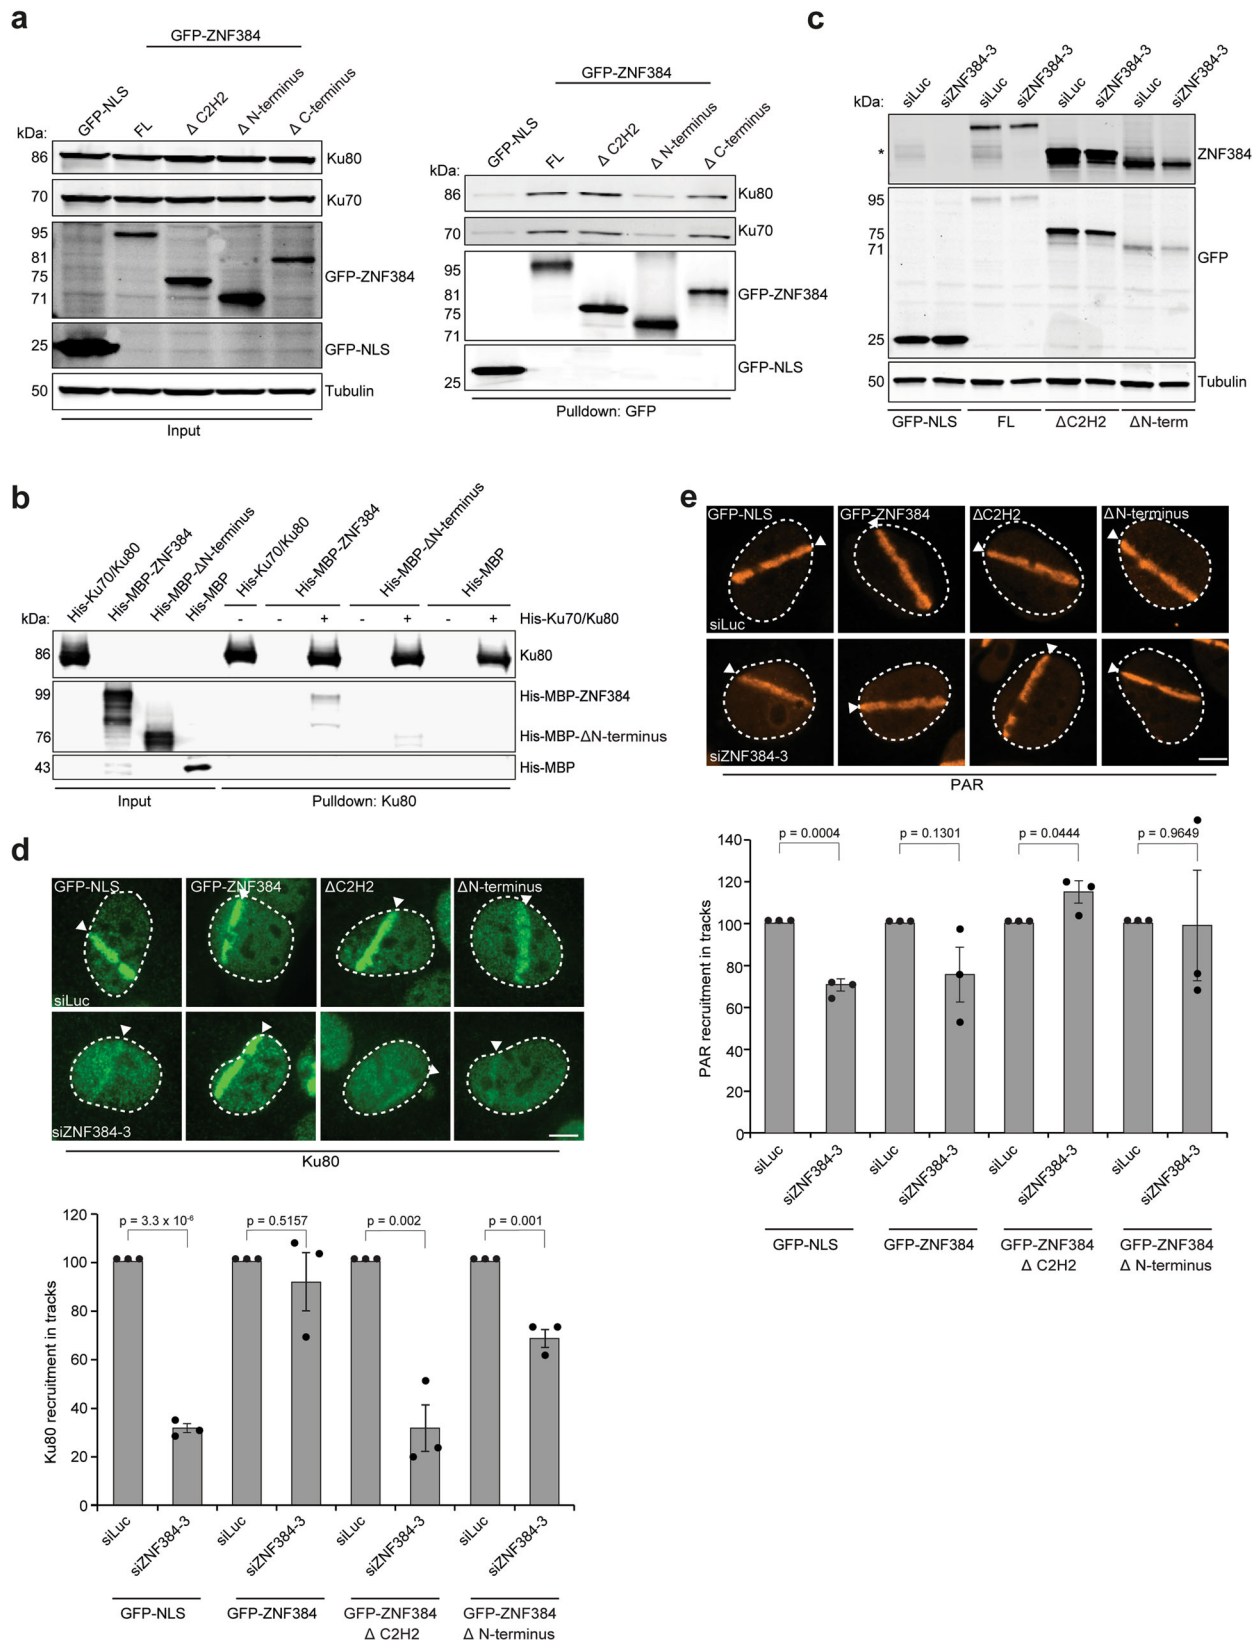 a
GFP-ZNF384
kDa:
GFP-NLS
FL
Δ C2H2
Δ N-terminus
Δ C-terminus
86
Ku80
70
Ku70
95
81
75
71
GFP-ZNF384
25
GFP-NLS
50
Tubulin
Input
GFP-ZNF384
kDa:
GFP-NLS
FL
Δ C2H2
Δ N-terminus
Δ C-terminus
86
Ku80
70
Ku70
95
81
75
71
GFP-ZNF384
25
GFP-NLS
Pulldown: GFP
c
kDa:
siLuc
siZNF384-3
siLuc
siZNF384-3
siLuc
siZNF384-3
siLuc
siZNF384-3
*
ZNF384
95
75
71
GFP
25
50
Tubulin
GFP-NLS
FL
ΔC2H2
ΔN-term
b
kDa:
His-Ku70/Ku80
His-MBP-ZNF384
His-MBP-ΔN-terminus
His-MBP
His-Ku70/Ku80
His-MBP-ZNF384
His-MBP-ΔN-terminus
His-MBP
- - + - + - +
His-Ku70/Ku80
86
Ku80
99
His-MBP-ZNF384
76
His-MBP-ΔN-terminus
43
His-MBP
Input
Pulldown: Ku80
d
GFP-NLS
GFP-ZNF384
ΔC2H2
ΔN-terminus
siLuc
siZNF384-3
Ku80
Ku80 recruitment in tracks
120
100
80
60
40
20
0
p = 3.3 x 10⁻⁶
p = 0.5157
p = 0.002
p = 0.001
siLuc
siZNF384-3
siLuc
siZNF384-3
siLuc
siZNF384-3
siLuc
siZNF384-3
GFP-NLS
GFP-ZNF384
GFP-ZNF384
Δ C2H2
GFP-ZNF384
Δ N-terminus
e
GFP-NLS
GFP-ZNF384
ΔC2H2
ΔN-terminus
siLuc
siZNF384-3
PAR
PAR recruitment in tracks
140
120
100
80
60
40
20
0
p = 0.0004
p = 0.1301
p = 0.0444
p = 0.9649
siLuc
siZNF384-3
siLuc
siZNF384-3
siLuc
siZNF384-3
siLuc
siZNF384-3
GFP-NLS
GFP-ZNF384
GFP-ZNF384
Δ C2H2
GFP-ZNF384
Δ N-terminus